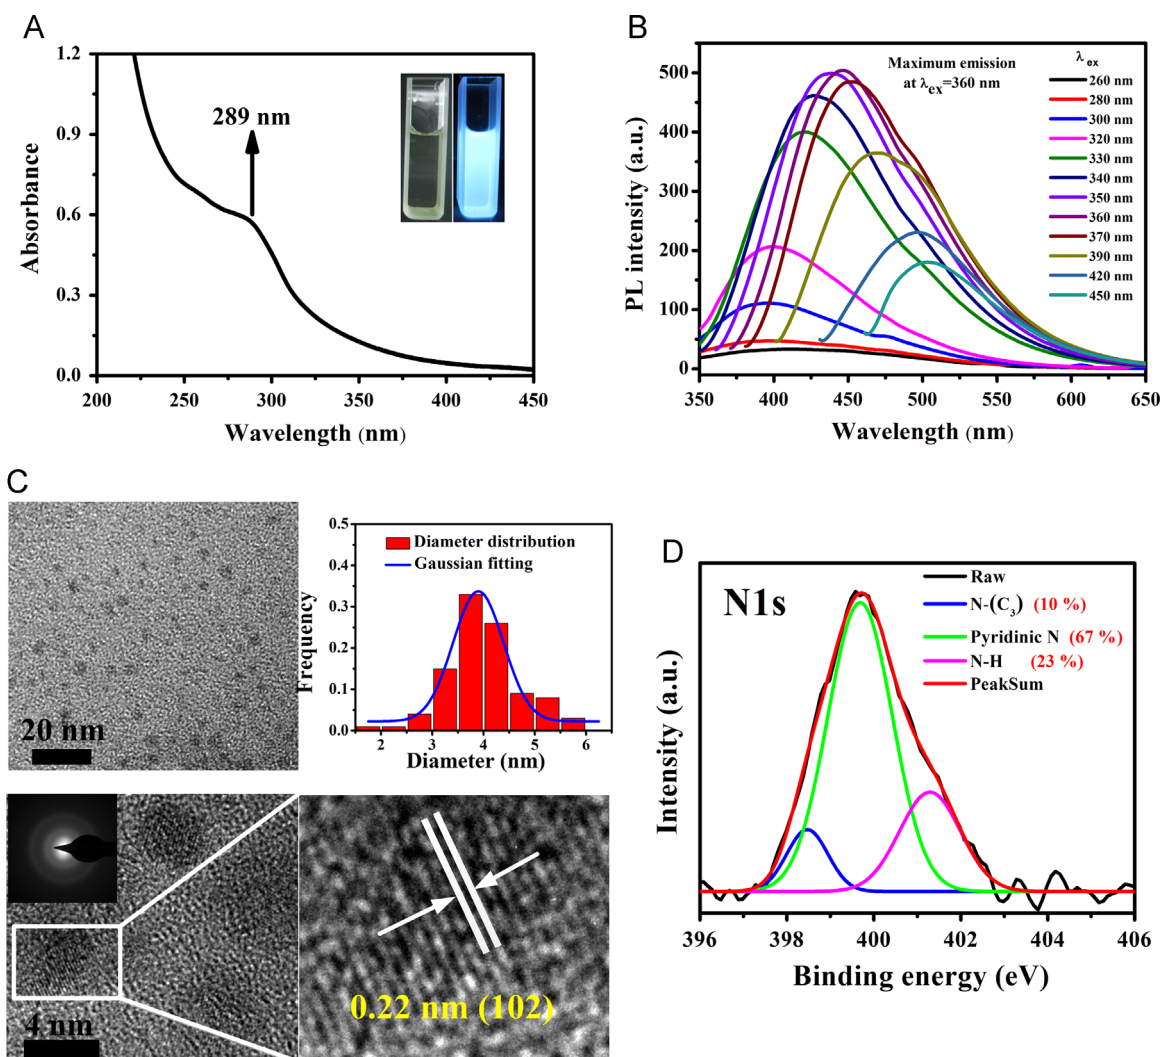 A
1.2
0.9
0.6
0.3
0.0
Absorbance
289 nm
200 250 300 350 400 450
Wavelength (nm)
B
500
400
300
200
100
0
PL intensity (a.u.)
Maximum emission
at λex=360 nm
λex
260 nm
280 nm
300 nm
320 nm
330 nm
340 nm
350 nm
360 nm
370 nm
390 nm
420 nm
450 nm
350 400 450 500 550 600 650
Wavelength (nm)
C
20 nm
0.5
0.4
0.3
0.2
0.1
0.0
Frequency
Diameter distribution
Gaussian fitting
2 3 4 5 6
Diameter (nm)
4 nm
0.22 nm (102)
D
N1s
Raw
N-(C3) (10 %)
Pyridinic N (67 %)
N-H (23 %)
PeakSum
Intensity (a.u.)
396 398 400 402 404 406
Binding energy (eV)